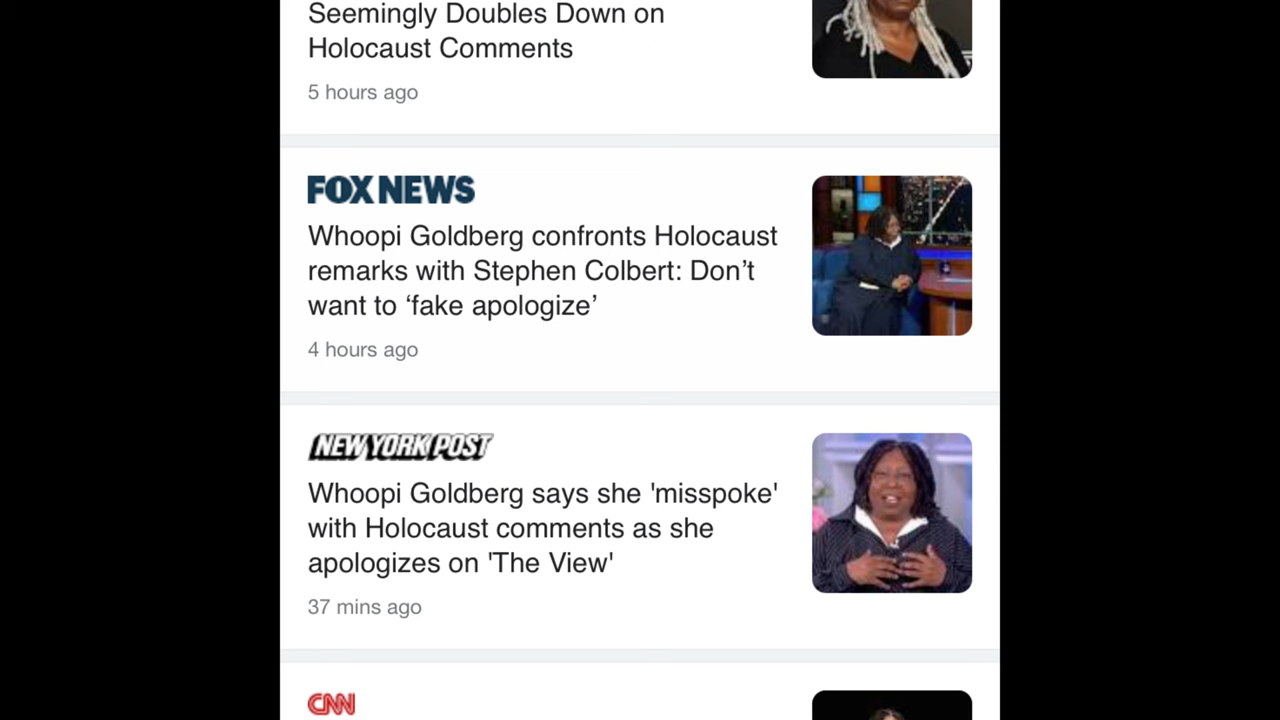 Seemingly Doubles Down on
Holocaust Comments
5 hours ago
FOX NEWS
Whoopi Goldberg confronts Holocaust
remarks with Stephen Colbert: Don’t
want to ‘fake apologize’
4 hours ago
NEW YORK POST
Whoopi Goldberg says she 'misspoke'
with Holocaust comments as she
apologizes on 'The View'
37 mins ago
CNN